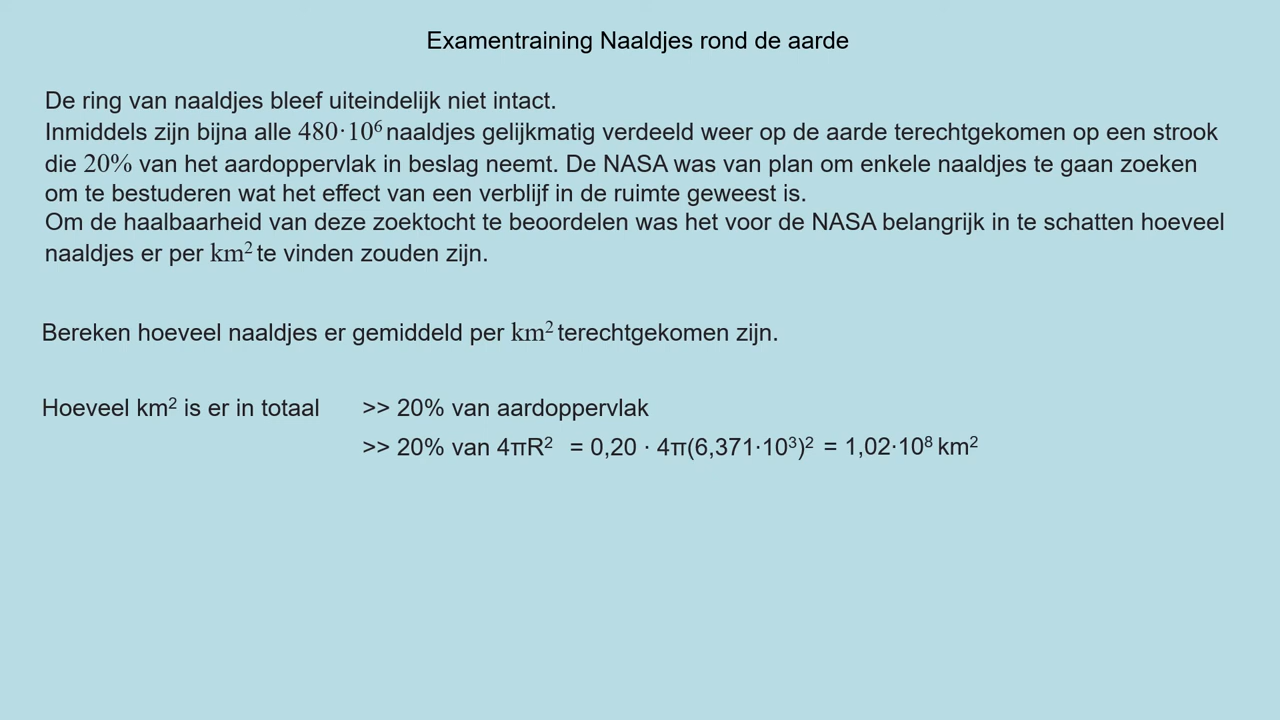 Examentraining Naaldjes rond de aarde
De ring van naaldjes bleef uiteindelijk niet intact.
Inmiddels zijn bijna alle 480·10⁶ naaldjes gelijkmatig verdeeld weer op de aarde terechtgekomen op een strook
die 20% van het aardoppervlak in beslag neemt. De NASA was van plan om enkele naaldjes te gaan zoeken
om te bestuderen wat het effect van een verblijf in de ruimte geweest is.
Om de haalbaarheid van deze zoektocht te beoordelen was het voor de NASA belangrijk in te schatten hoeveel
naaldjes er per km² te vinden zouden zijn.
Bereken hoeveel naaldjes er gemiddeld per km² terechtgekomen zijn.
Hoeveel km² is er in totaal >> 20% van aardoppervlak
>> 20% van 4πR² = 0,20 · 4π(6,371·10³)² = 1,02·10⁸ km²